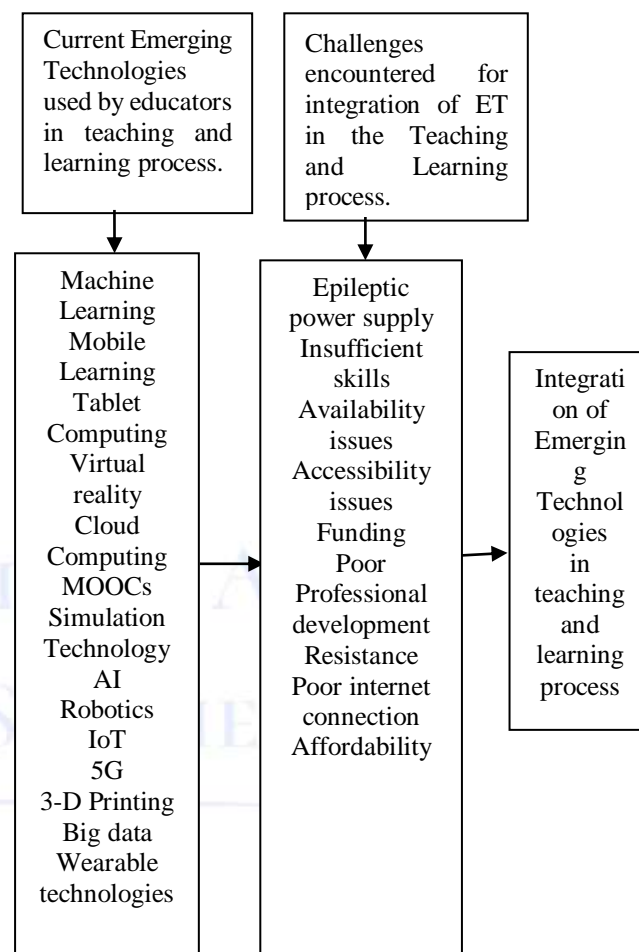 Current Emerging
Technologies
used by educators
in teaching and
learning process.
Challenges
encountered for
integration of ET
in the Teaching
and Learning
process.
Machine
Learning
Mobile
Learning
Tablet
Computing
Virtual
reality
Cloud
Computing
MOOCs
Simulation
Technology
AI
Robotics
IoT
5G
3-D Printing
Big data
Wearable
technologies
Epileptic
power supply
Insufficient
skills
Availability
issues
Accessibility
issues
Funding
Poor
Professional
development
Resistance
Poor internet
connection
Affordability
Integrati
on of
Emergin
g
Technol
ogies
in
teaching
and
learning
process